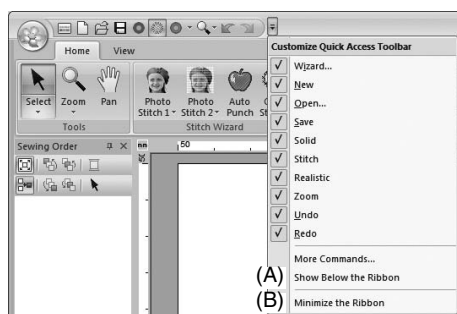 Home View
Customize Quick Access Toolbar
Wizard...
New
Open...
Save
Solid
Stitch
Realistic
Zoom
Undo
Redo
More Commands...
(A) Show Below the Ribbon
(B) Minimize the Ribbon
Select Zoom Pan
Photo Stitch 1 Photo Stitch 2 Auto Punch
Tools Stitch Wizard
Sewing Order
50